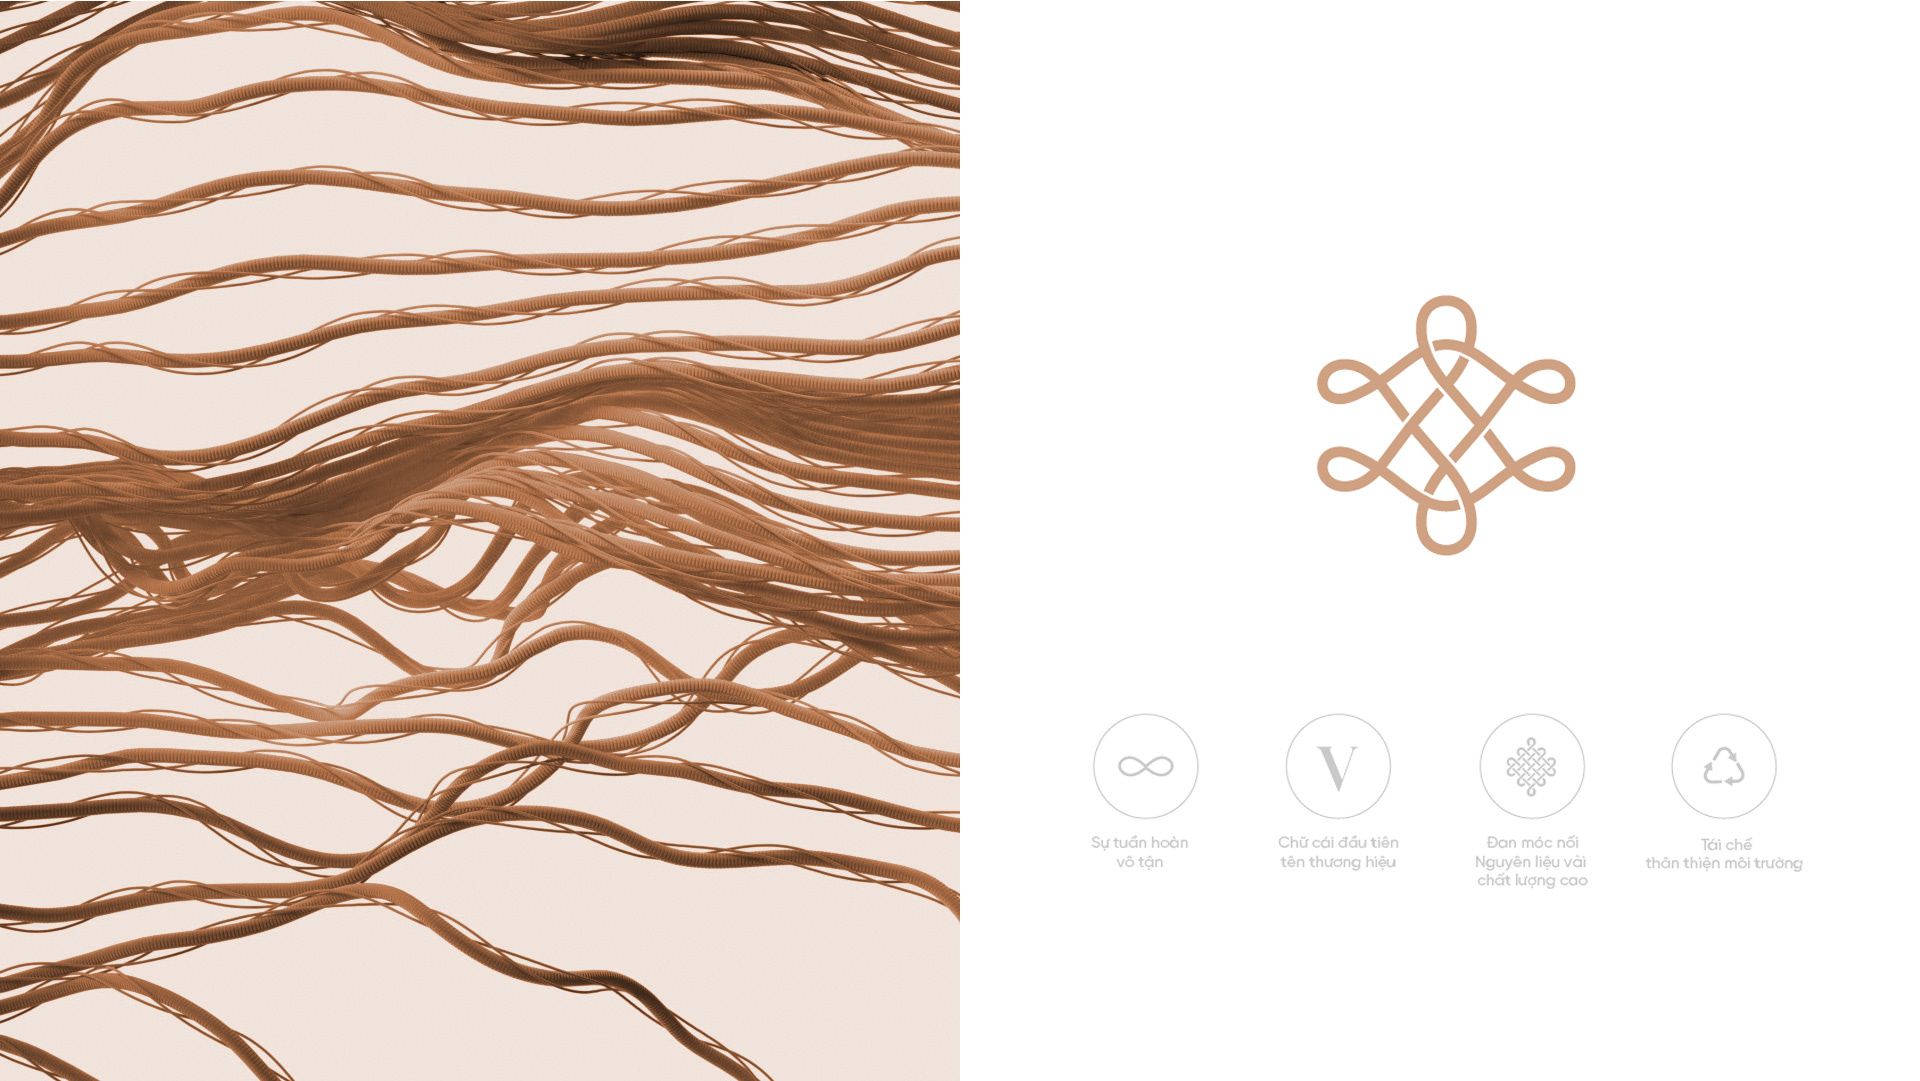 V
Sự tuần hoàn
vô tận
Chữ cái đầu tiên
tên thương hiệu
Đan móc nối
Nguyên liệu vải
chất lượng cao
Tái chế
thân thiện môi trường